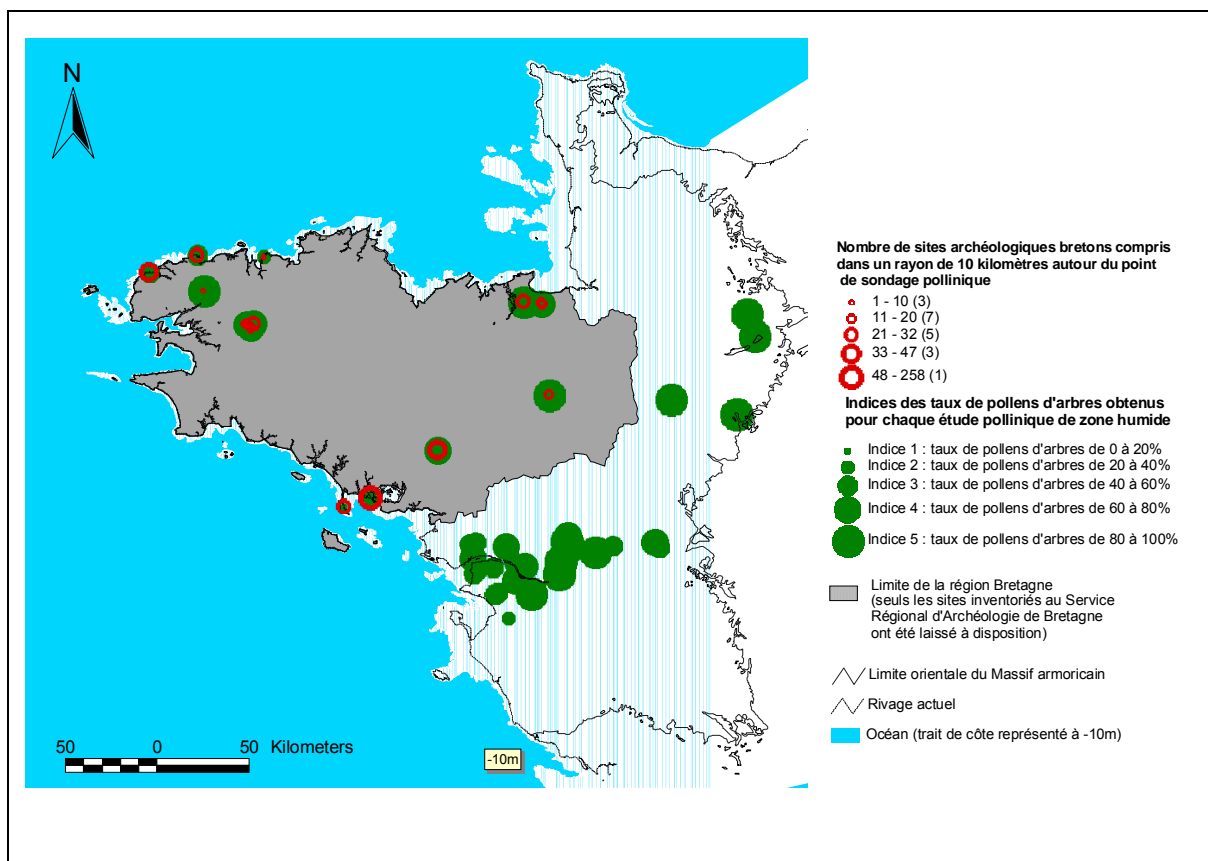 N
Nombre de sites archéologiques bretons compris
dans un rayon de 10 kilomètres autour du point
de sondage pollinique
1 - 10 (3)
11 - 20 (7)
21 - 32 (5)
33 - 47 (3)
48 - 258 (1)
Indices des taux de pollens d'arbres obtenus
pour chaque étude pollinique de zone humide
Indice 1 : taux de pollens d'arbres de 0 à 20%
Indice 2 : taux de pollens d'arbres de 20 à 40%
Indice 3 : taux de pollens d'arbres de 40 à 60%
Indice 4 : taux de pollens d'arbres de 60 à 80%
Indice 5 : taux de pollens d'arbres de 80 à 100%
Limite de la région Bretagne
(seuls les sites inventoriés au Service
Régional d'Archéologie de Bretagne
ont été laissé à disposition)
Limite orientale du Massif armoricain
Rivage actuel
Océan (trait de côte représenté à -10m)
50 0 50 Kilometers
-10m